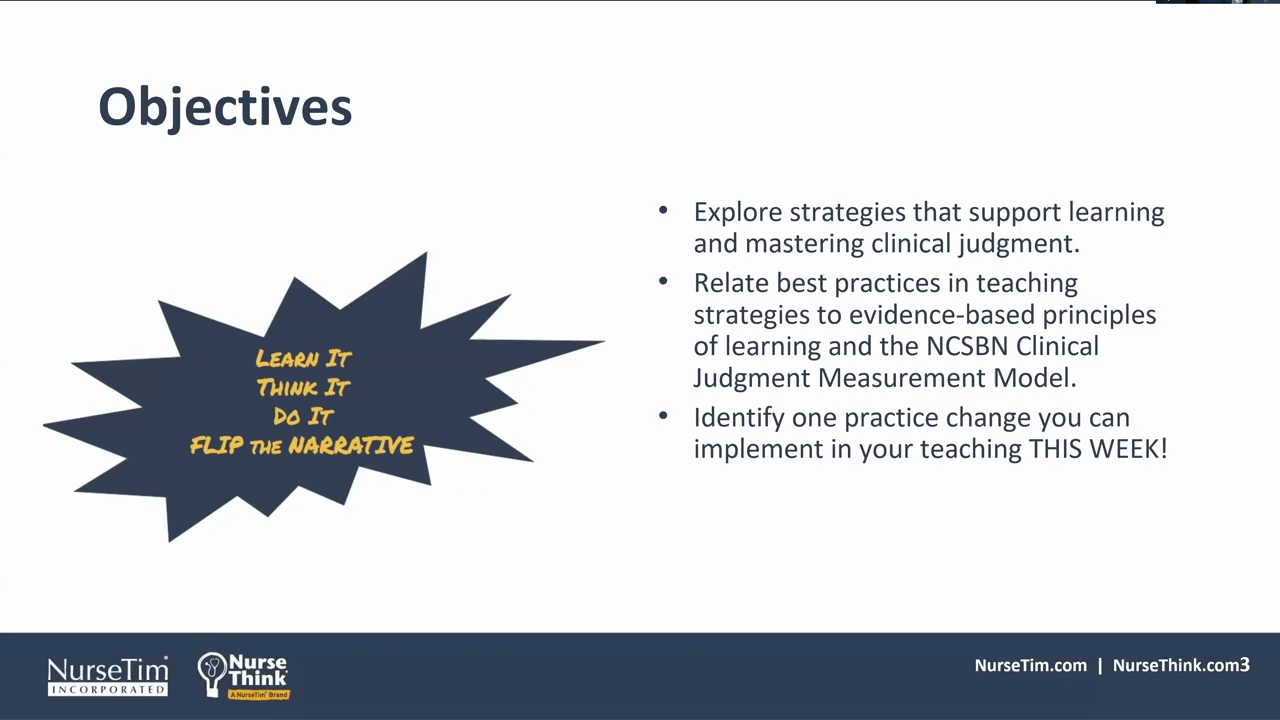 Objectives
Learn It
Think It
Do It
FLIP the NARRATIVE
• Explore strategies that support learning
and mastering clinical judgment.
• Relate best practices in teaching
strategies to evidence-based principles
of learning and the NCSBN Clinical
Judgment Measurement Model.
• Identify one practice change you can
implement in your teaching THIS WEEK!
NurseTim®
INCORPORATED
Nurse
Think®
A NurseTim® Brand
NurseTim.com | NurseThink.com3